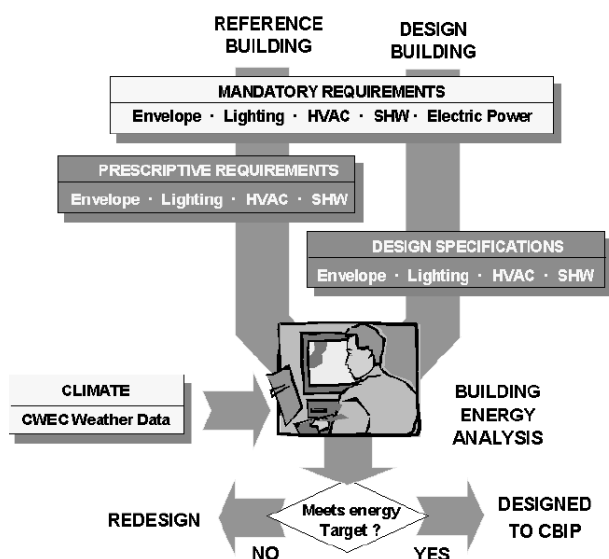 REFERENCE
BUILDING
DESIGN
BUILDING
MANDATORY REQUIREMENTS
Envelope · Lighting · HVAC · SHW · Electric Power
PRESCRIPTIVE REQUIREMENTS
Envelope · Lighting · HVAC · SHW
DESIGN SPECIFICATIONS
Envelope · Lighting · HVAC · SHW
CLIMATE
CWEC Weather Data
BUILDING
ENERGY
ANALYSIS
Meets energy
Target ?
REDESIGN
NO
YES
DESIGNED
TO CBIP